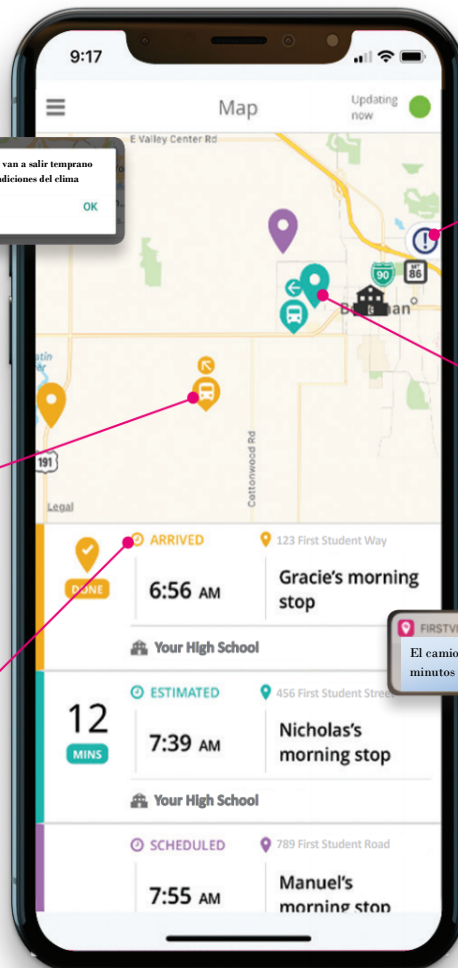 9:17
Map
Updating
now
E Valley Center Rd
van a salir temprano
diciones del clima
OK
90
MT
86
191
Cottonwood Rd
Legal
ARRIVED
123 First Student Way
DONE
6:56 AM
Gracie's morning
stop
Your High School
FIRSTVI
El camio
minutos
ESTIMATED
456 First Student Stree
12
MINS
7:39 AM
Nicholas's
morning stop
Your High School
SCHEDULED
789 First Student Road
7:55 AM
Manuel's
morning stop